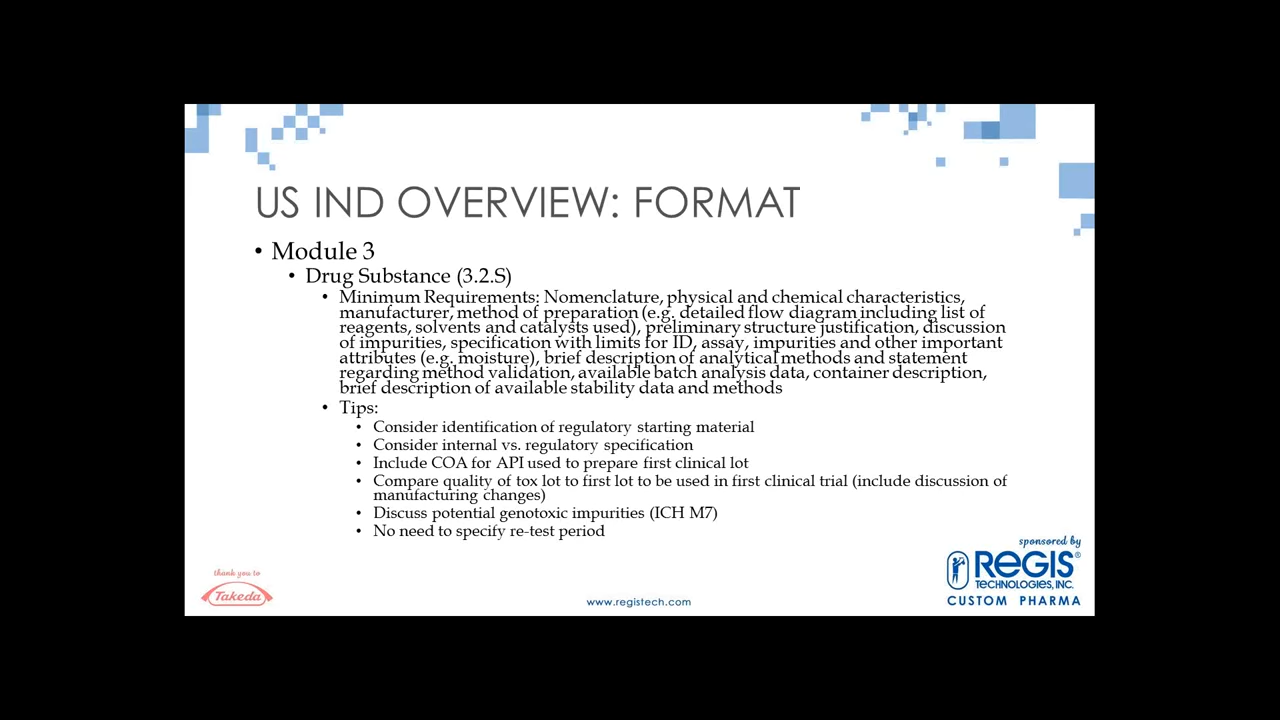 US IND OVERVIEW: FORMAT
• Module 3
• Drug Substance (3.2.S)
• Minimum Requirements: Nomenclature, physical and chemical characteristics,
manufacturer, method of preparation (e.g. detailed flow diagram including list of
reagents, solvents and catalysts used), preliminary structure justification, discussion
of impurities, specification with limits for ID, assay, impurities and other important
attributes (e.g. moisture), brief description of analytical methods and statement
regarding method validation, available batch analysis data, container description,
brief description of available stability data and methods
• Tips:
• Consider identification of regulatory starting material
• Consider internal vs. regulatory specification
• Include COA for API used to prepare first clinical lot
• Compare quality of tox lot to first lot to be used in first clinical trial (include discussion of
manufacturing changes)
• Discuss potential genotoxic impurities (ICH M7)
• No need to specify re-test period
thank you to
Takeda
www.registech.com
sponsored by
REGIS®
TECHNOLOGIES, INC.
CUSTOM PHARMA